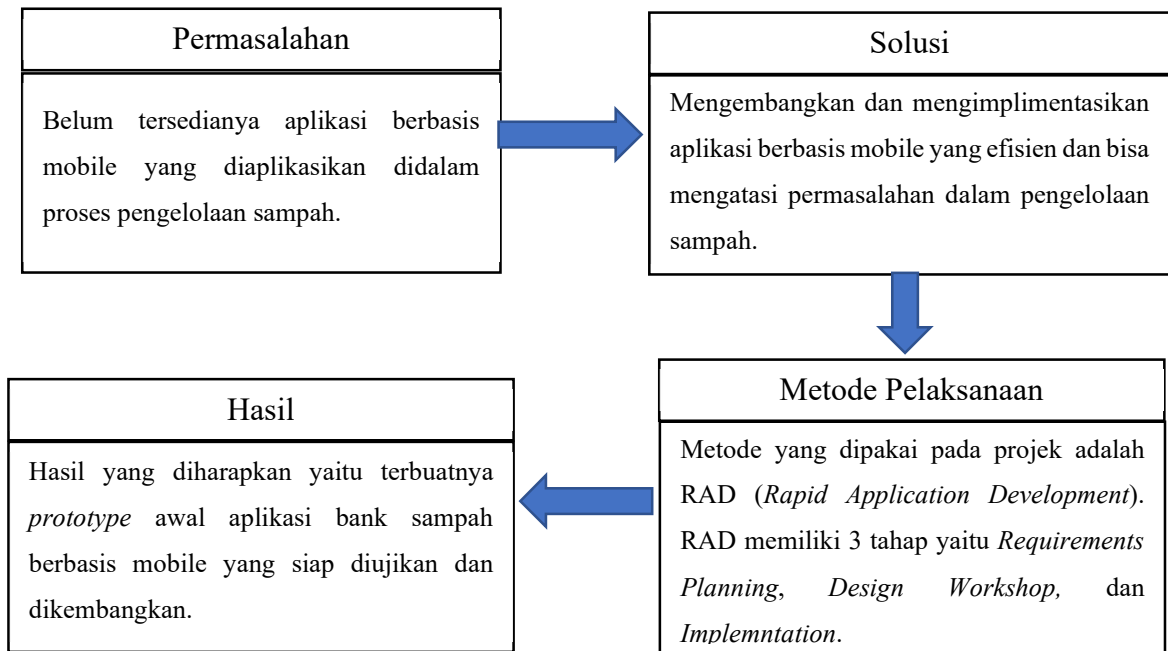 Permasalahan
Belum tersedianya aplikasi berbasis
mobile yang diaplikasikan didalam
proses pengelolaan sampah.
Solusi
Mengembangkan dan mengimplimentasikan
aplikasi berbasis mobile yang efisien dan bisa
mengatasi permasalahan dalam pengelolaan
sampah.
Metode Pelaksanaan
Metode yang dipakai pada projek adalah
RAD (Rapid Application Development).
RAD memiliki 3 tahap yaitu Requirements
Planning, Design Workshop, dan
Implemntation.
Hasil
Hasil yang diharapkan yaitu terbuatnya
prototype awal aplikasi bank sampah
berbasis mobile yang siap diujikan dan
dikembangkan.